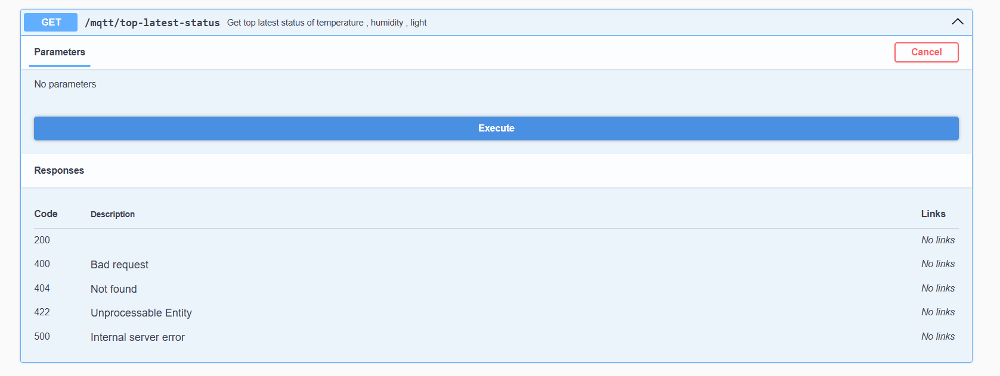 GET /mqtt/top-latest-status Get top latest status of temperature , humidity , light
Parameters Cancel
No parameters
Execute
Responses
Code Description Links
200 No links
400 Bad request No links
404 Not found No links
422 Unprocessable Entity No links
500 Internal server error No links